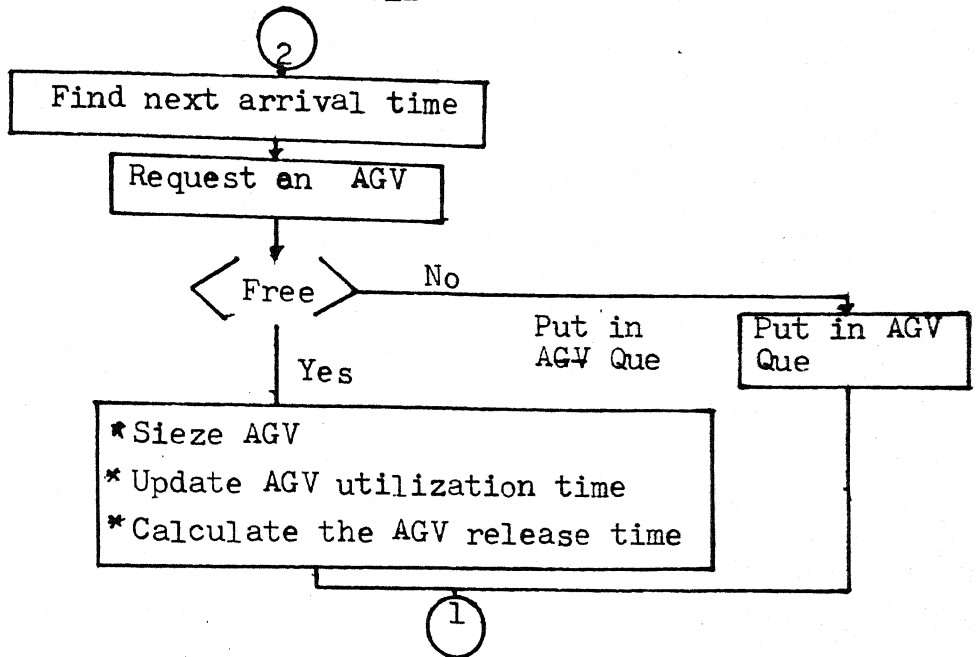 2
Find next arrival time
Request an AGV
Free
No
Put in
AGV Que
Put in AGV
Que
Yes
*Sieze AGV
*Update AGV utilization time
*Calculate the AGV release time
1